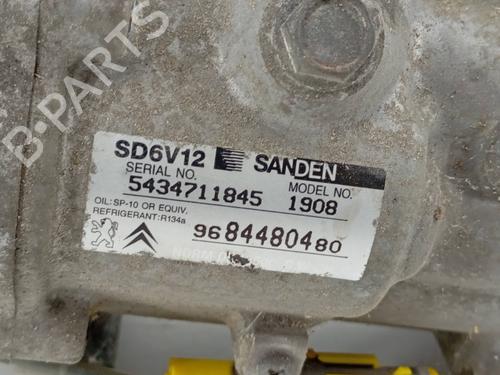 B-PARTS
SD6V12 SANDEN
SERIAL NO. MODEL NO.
5434711845 1908
OIL: SP-10 OR EQUIV.
REFRIGERANT: R134a
9684480480